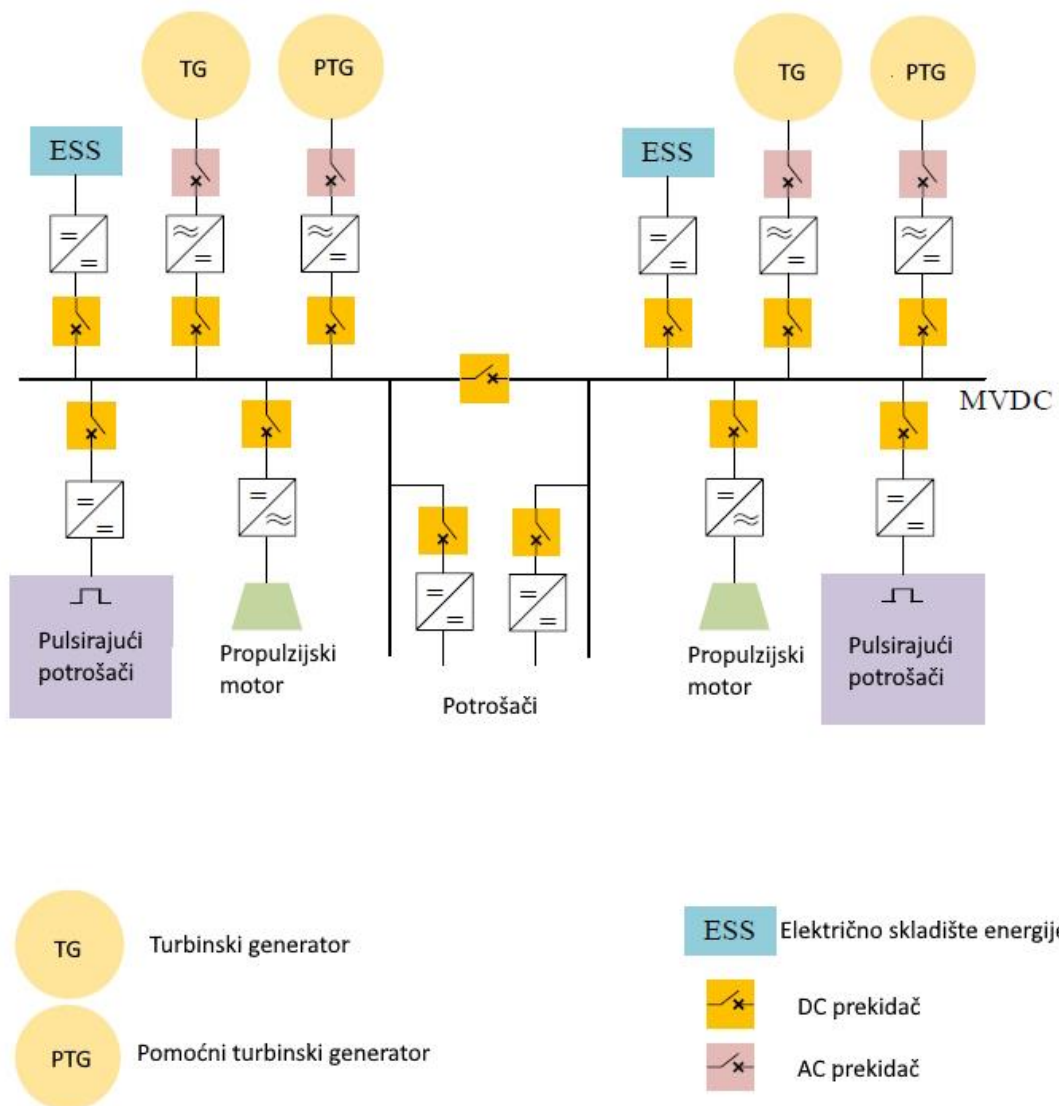 TG
PTG
TG
PTG
ESS
ESS
MVDC
Pulsirajući
potrošači
Propulzijski
motor
Potrošači
Propulzijski
motor
Pulsirajući
potrošači
TG
Turbinski generator
ESS
Električno skladište energije
DC prekidač
PTG
Pomoćni turbinski generator
AC prekidač